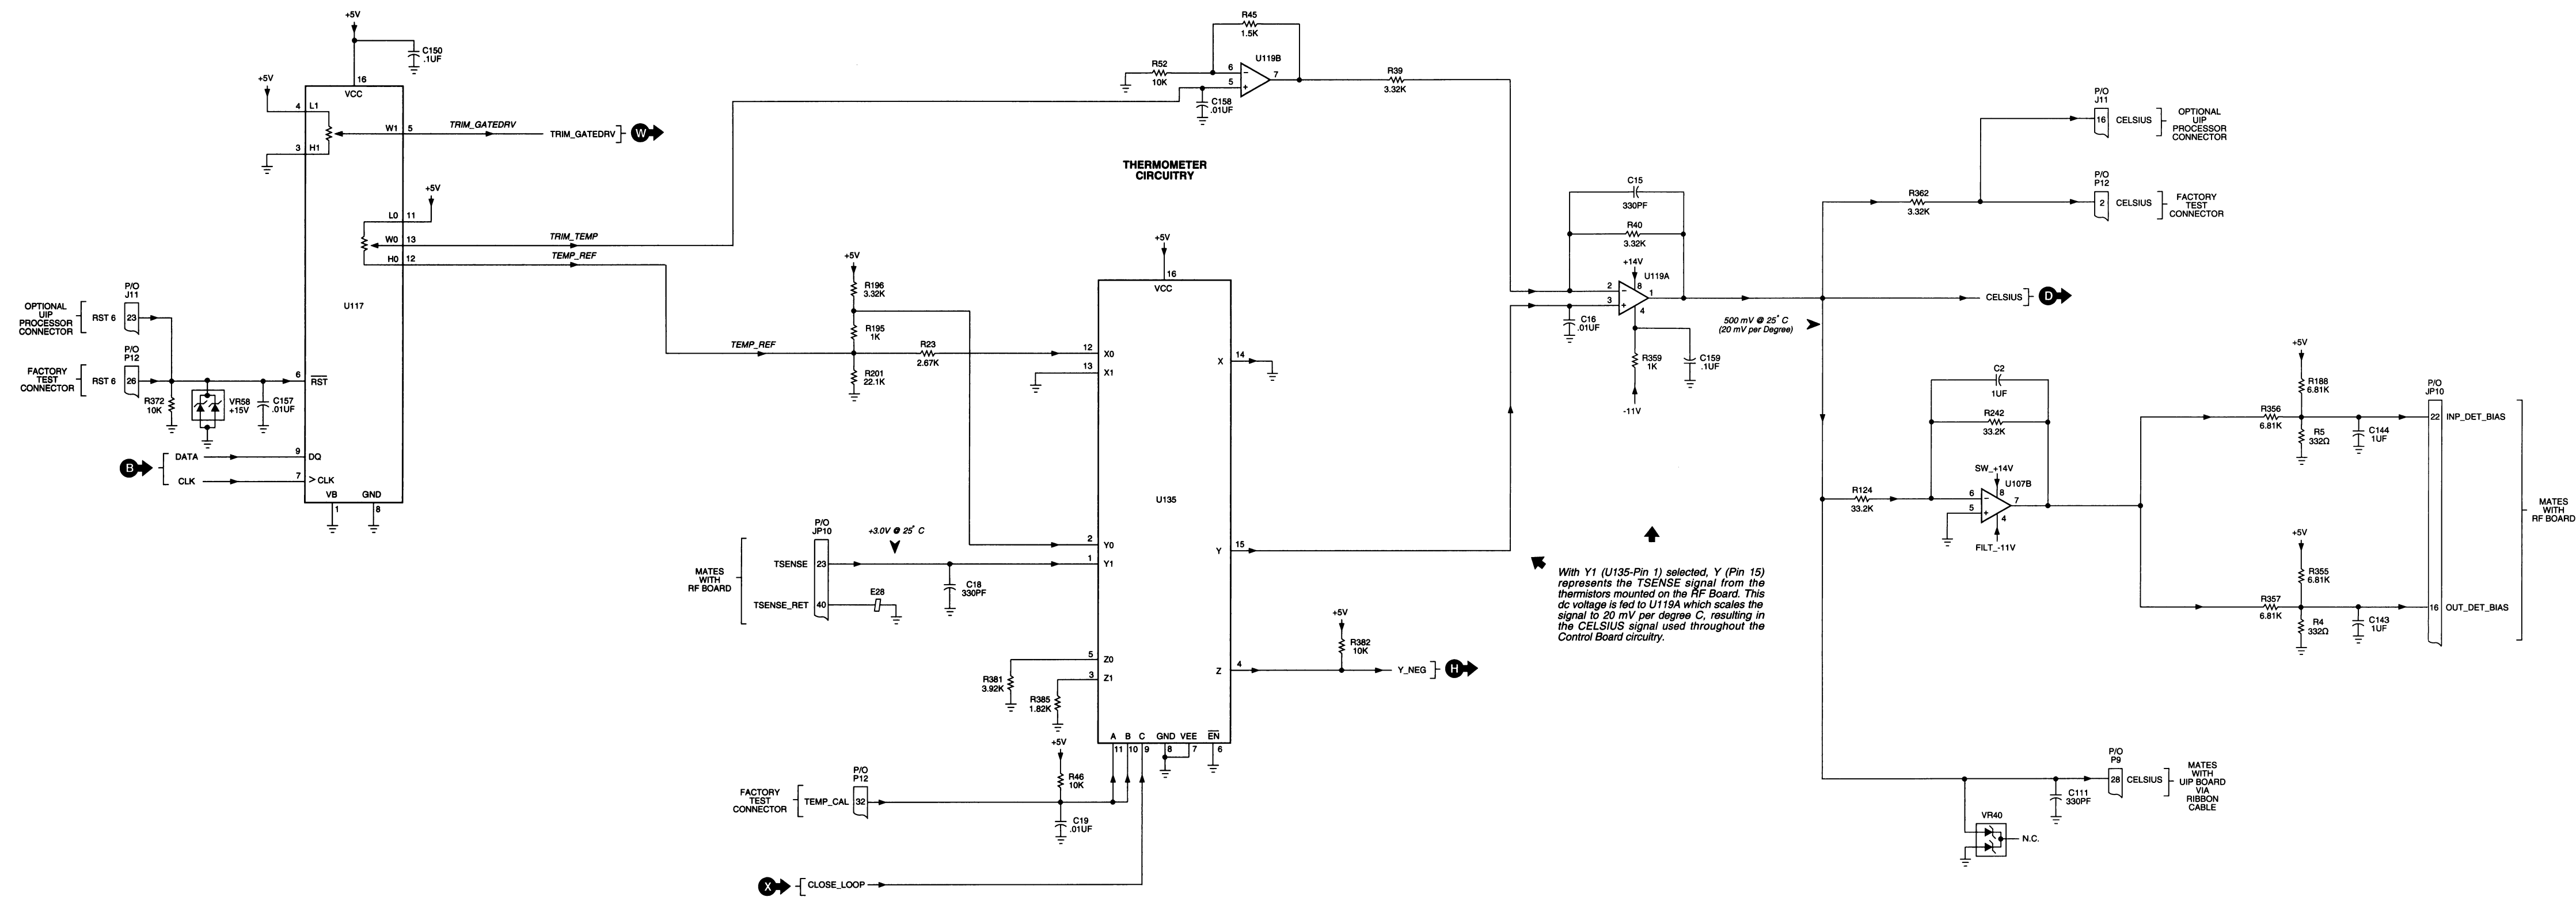 +5V
C150
.1UF
16
VCC
+5V
4
L1
W1
5
TRIM_GATEDRV
TRIM_GATEDRV
W
3
H1
+5V
L0
11
W0
13
TRIM_TEMP
H0
12
TEMP_REF
U117
OPTIONAL
UIP
PROCESSOR
CONNECTOR
RST 6
P/O
J11
23
FACTORY
TEST
CONNECTOR
RST 6
P/O
P12
26
R372
10K
VR58
+15V
C157
.01UF
6
RST
B
DATA
9
DQ
CLK
7
>CLK
VB
GND
1
8
R45
1.5K
R52
10K
U119B
6
−
5
+
7
C158
.01UF
R39
3.32K
THERMOMETER
CIRCUITRY
+5V
R196
3.32K
R195
1K
TEMP_REF
R23
2.67K
R201
22.1K
+5V
16
VCC
12
X0
13
X1
X
14
U135
2
Y0
1
Y1
Y
15
MATES
WITH
RF BOARD
P/O
JP10
TSENSE
23
+3.0V @ 25° C
C18
330PF
TSENSE_RET
40
E28
5
Z0
3
Z1
R381
3.92K
R385
1.82K
Z
4
+5V
R382
10K
Y_NEG
H
A
B
C
GND
VEE
EN
11
10
9
8
7
6
+5V
R46
10K
FACTORY
TEST
CONNECTOR
P/O
P12
TEMP_CAL
32
C19
.01UF
X
CLOSE_LOOP
C15
330PF
R40
3.32K
+14V
8
U119A
2
−
3
+
1
4
C16
.01UF
R359
1K
C159
.1UF
-11V
500 mV @ 25° C
(20 mV per Degree)
With Y1 (U135-Pin 1) selected, Y (Pin 15)
represents the TSENSE signal from the
thermistors mounted on the RF Board. This
dc voltage is fed to U119A which scales the
signal to 20 mV per degree C, resulting in
the CELSIUS signal used throughout the
Control Board circuitry.
R362
3.32K
P/O
J11
16
CELSIUS
OPTIONAL
UIP
PROCESSOR
CONNECTOR
P/O
P12
2
CELSIUS
FACTORY
TEST
CONNECTOR
CELSIUS
D
C2
1UF
R242
33.2K
R124
33.2K
SW_+14V
8
U107B
6
−
5
+
7
4
FILT_-11V
+5V
R188
6.81K
R356
6.81K
R5
332Ω
C144
1UF
P/O
JP10
22
INP_DET_BIAS
+5V
R355
6.81K
R357
6.81K
R4
332Ω
C143
1UF
16
OUT_DET_BIAS
MATES
WITH
RF BOARD
P/O
P9
28
CELSIUS
MATES
WITH
UIP BOARD
VIA
RIBBON
CABLE
C111
330PF
VR40
N.C.